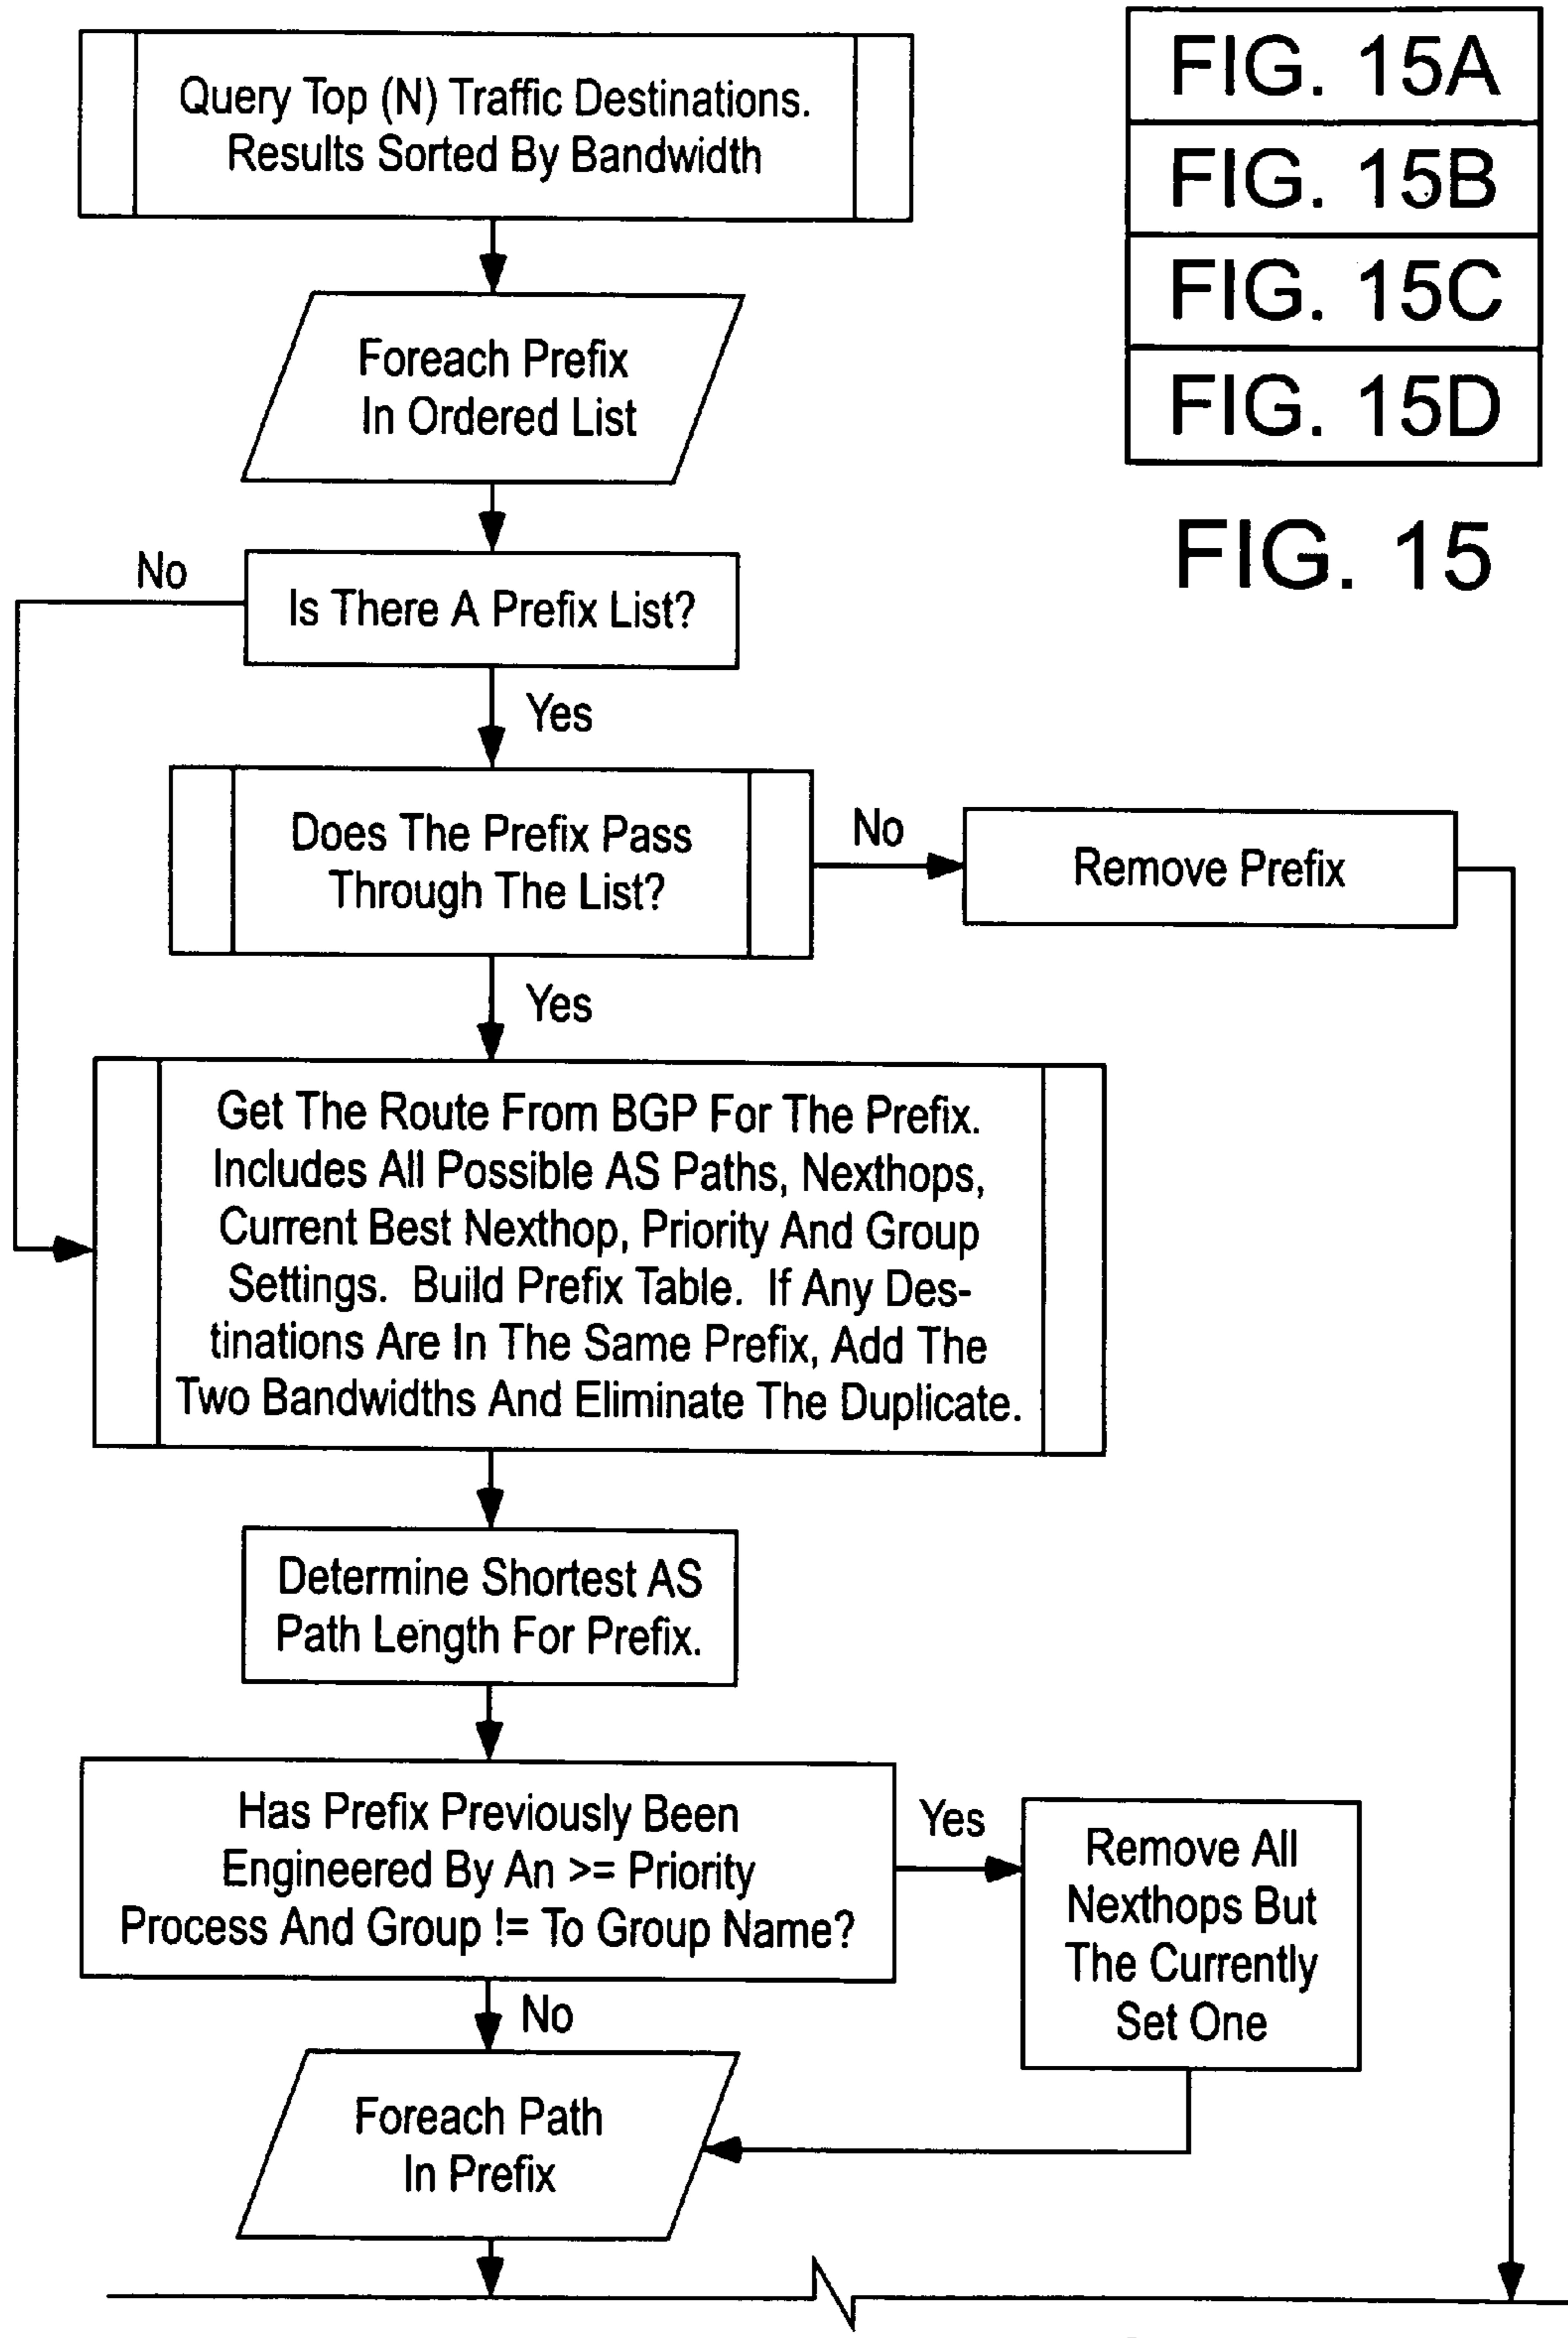 Query Top (N) Traffic Destinations.
Results Sorted By Bandwidth
FIG. 15A
FIG. 15B
FIG. 15C
FIG. 15D
FIG. 15
Foreach Prefix
In Ordered List
No
Is There A Prefix List?
Yes
Does The Prefix Pass
Through The List?
No
Remove Prefix
Yes
Get The Route From BGP For The Prefix.
Includes All Possible AS Paths, Nexthops,
Current Best Nexthop, Priority And Group
Settings. Build Prefix Table. If Any Des-
tinations Are In The Same Prefix, Add The
Two Bandwidths And Eliminate The Duplicate.
Determine Shortest AS
Path Length For Prefix.
Has Prefix Previously Been
Engineered By An >= Priority
Process And Group != To Group Name?
Yes
Remove All
Nexthops But
The Currently
Set One
No
Foreach Path
In Prefix